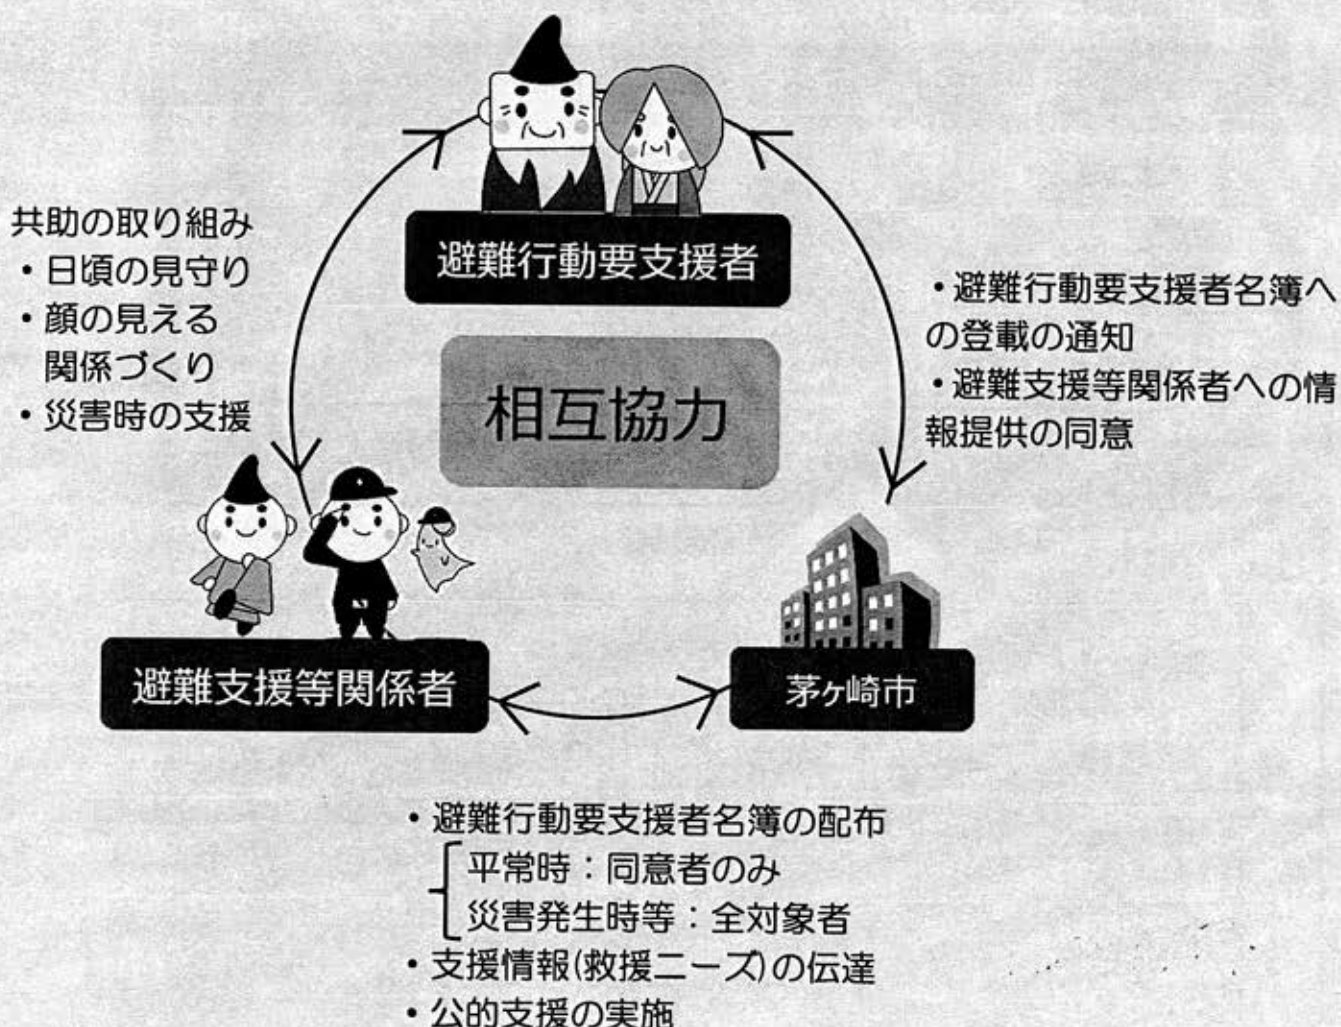 避難行動要支援者
共助の取り組み
・日頃の見守り
・顔の見える
関係づくり
・災害時の支援
相互協力
・避難行動要支援者名簿へ
の登載の通知
・避難支援等関係者への情
報提供の同意
避難支援等関係者
茅ヶ崎市
・避難行動要支援者名簿の配布
平常時：同意者のみ
災害発生時等：全対象者
・支援情報(救援ニーズ)の伝達
・公的支援の実施